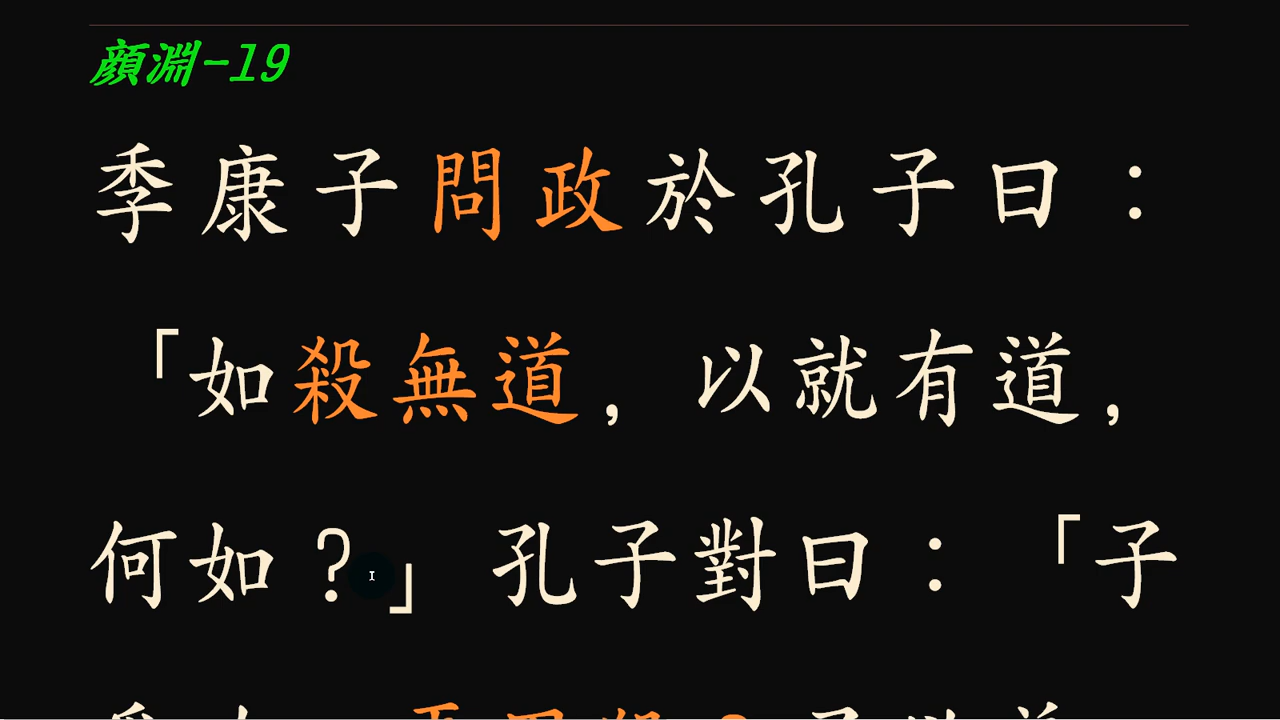 顏淵-19
季康子問政於孔子曰：
「如殺無道，以就有道，
何如？」孔子對曰：「子